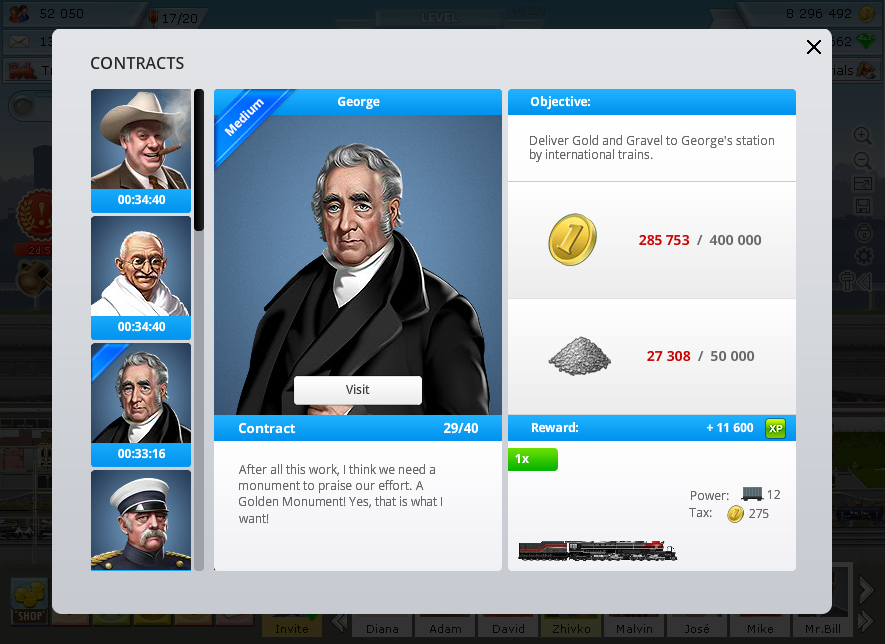 52 050
17/20
LEVEL
8 296 492
CONTRACTS
00:34:40
00:34:40
00:33:16
Medium
George
Visit
Contract 29/40
After all this work, I think we need a
monument to praise our effort. A
Golden Monument! Yes, that is what I
want!
Objective:
Deliver Gold and Gravel to George's station
by international trains.
285 753 / 400 000
27 308 / 50 000
Reward: + 11 600 XP
1x
Power: 12
Tax: 275
SHOP
Invite
Diana
Adam
David
Zhivko
Malvin
José
Mike
Mr.Bill